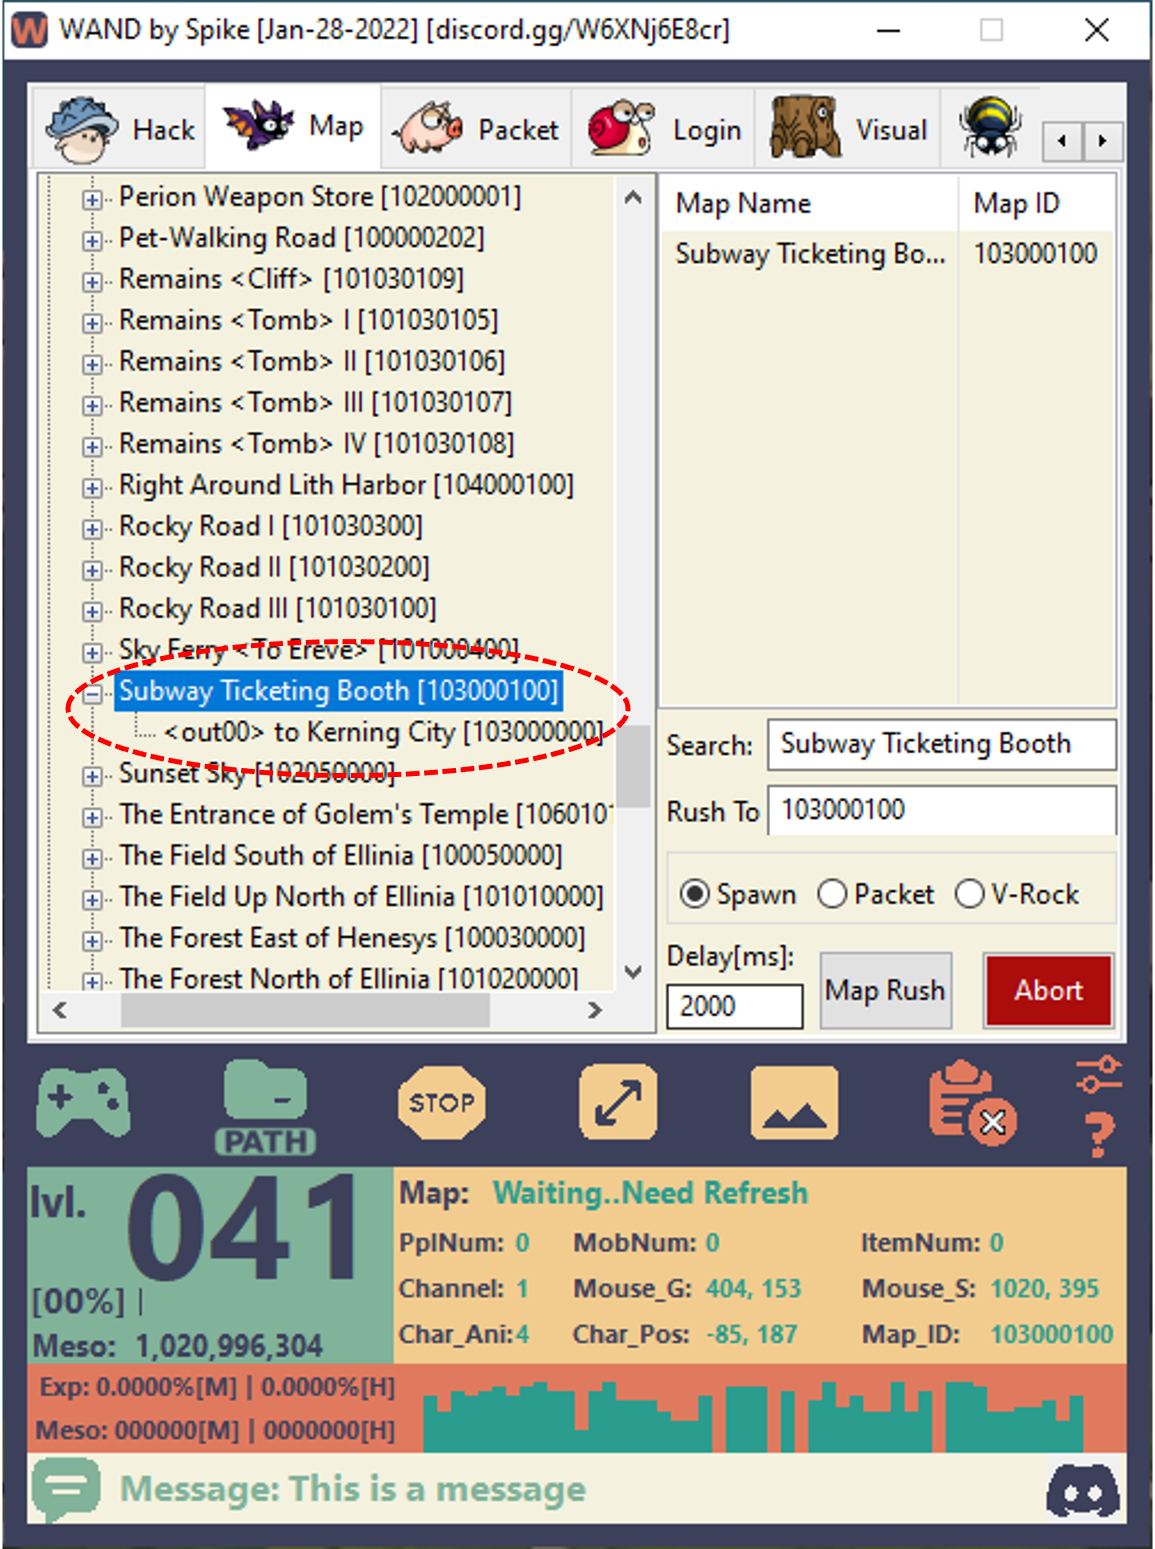 WAND by Spike [Jan-28-2022] [discord.gg/W6XNj6E8cr]
Hack Map Packet Login Visual
Perion Weapon Store [102000001]
Pet-Walking Road [100000202]
Remains <Cliff> [101030109]
Remains <Tomb> I [101030105]
Remains <Tomb> II [101030106]
Remains <Tomb> III [101030107]
Remains <Tomb> IV [101030108]
Right Around Lith Harbor [104000100]
Rocky Road I [101030300]
Rocky Road II [101030200]
Rocky Road III [101030100]
Sky Ferry <To Ereve> [101000400]
Subway Ticketing Booth [103000100]
<out00> to Kerning City [103000000]
Sunset Sky [102050000]
The Entrance of Golem's Temple [106010
The Field South of Ellinia [100050000]
The Field Up North of Ellinia [101010000]
The Forest East of Henesys [100030000]
The Forest North of Ellinia [101020000]
Map Name Map ID
Subway Ticketing Bo... 103000100
Search: Subway Ticketing Booth
Rush To 103000100
Spawn Packet V-Rock
Delay[ms]:
2000
Map Rush
Abort
PATH
STOP
?
lvl. 041
[00%] |
Meso: 1,020,996,304
Map: Waiting..Need Refresh
PplNum: 0 MobNum: 0 ItemNum: 0
Channel: 1 Mouse_G: 404, 153 Mouse_S: 1020, 395
Char_Ani:4 Char_Pos: -85, 187 Map_ID: 103000100
Exp: 0.0000%[M] | 0.0000%[H]
Meso: 000000[M] | 0000000[H]
Message: This is a message